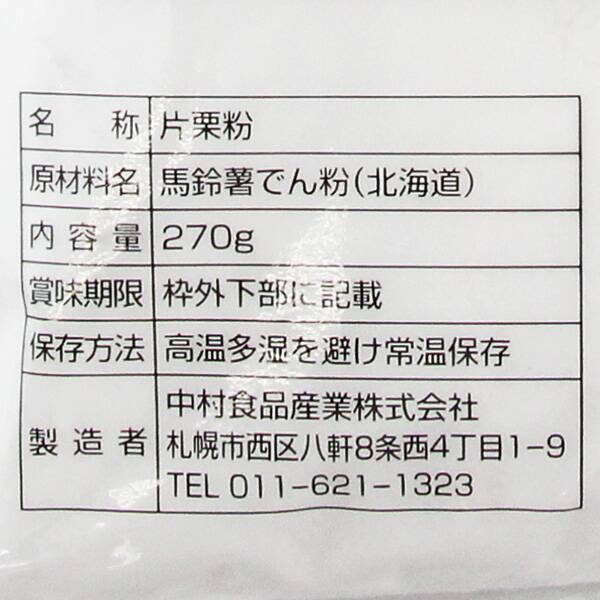 名称 片栗粉
原材料名 馬鈴薯でん粉(北海道)
内容量 270g
賞味期限 枠外下部に記載
保存方法 高温多湿を避け常温保存
製造者 中村食品産業株式会社
札幌市西区八軒8条西4丁目1-9
TEL 011-621-1323